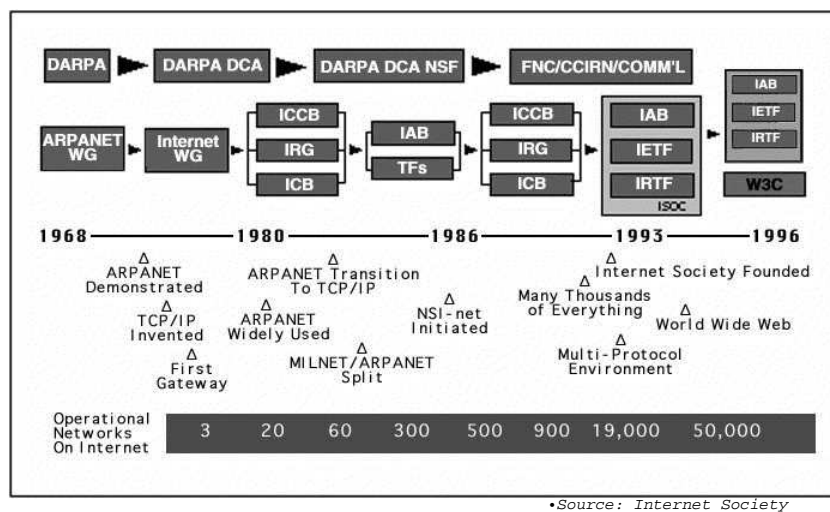 DARPA DARPA DCA DARPA DCA NSF FNC/CCIRN/COMM'L
ARPANET WG
Internet WG
ICCB
IRG
ICB
IAB
TFs
ICCB
IRG
ICB
IAB
IETF
IRTF
ISOC
IAB
IETF
IRTF
W3C
1968 1980 1986 1993 1996
Δ
ARPANET
Demonstrated
Δ
TCP/IP
Invented
Δ
First
Gateway
Δ
ARPANET
Widely Used
Δ
ARPANET Transition
To TCP/IP
Δ
MILNET/ARPANET
Split
Δ
NSI-net
Initiated
Δ
Many Thousands
of Everything
Δ
Internet Society Founded
Δ
World Wide Web
Δ
Multi-Protocol
Environment
Operational
Networks
On Internet
3 20 60 300 500 900 19,000 50,000
•Source: Internet Society